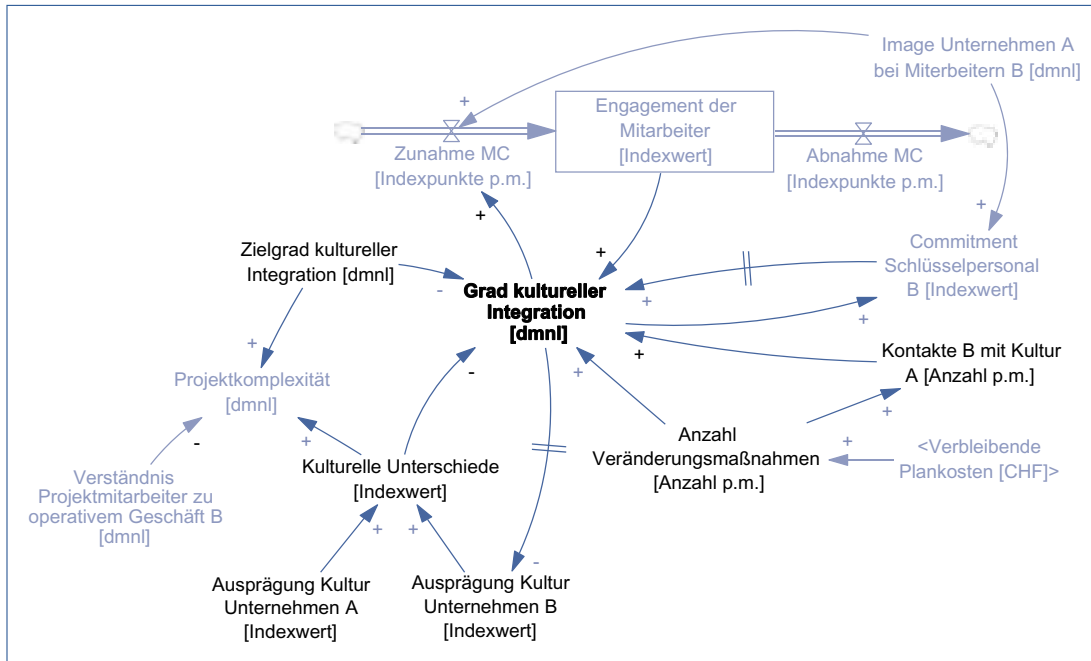 Image Unternehmen A
bei Miterbeitern B [dmnl]
+
Engagement der
Mitarbeiter
[Indexwert]
Zunahme MC
[Indexpunkte p.m.]
Abnahme MC
[Indexpunkte p.m.]
+
+
+
Zielgrad kultureller
Integration [dmnl]
-
Grad kultureller
Integration
[dmnl]
Commitment
Schlüsselpersonal
B [Indexwert]
+
+
+
+
+
Kontakte B mit Kultur
A [Anzahl p.m.]
Projektkomplexität
[dmnl]
-
-
+
+
Anzahl
Veränderungsmaßnahmen
[Anzahl p.m.]
+
<Verbleibende
Plankosten [CHF]>
Kulturelle Unterschiede
[Indexwert]
Verständnis
Projektmitarbeiter zu
operativem Geschäft B
[dmnl]
+
+
-
Ausprägung Kultur
Unternehmen A
[Indexwert]
Ausprägung Kultur
Unternehmen B
[Indexwert]